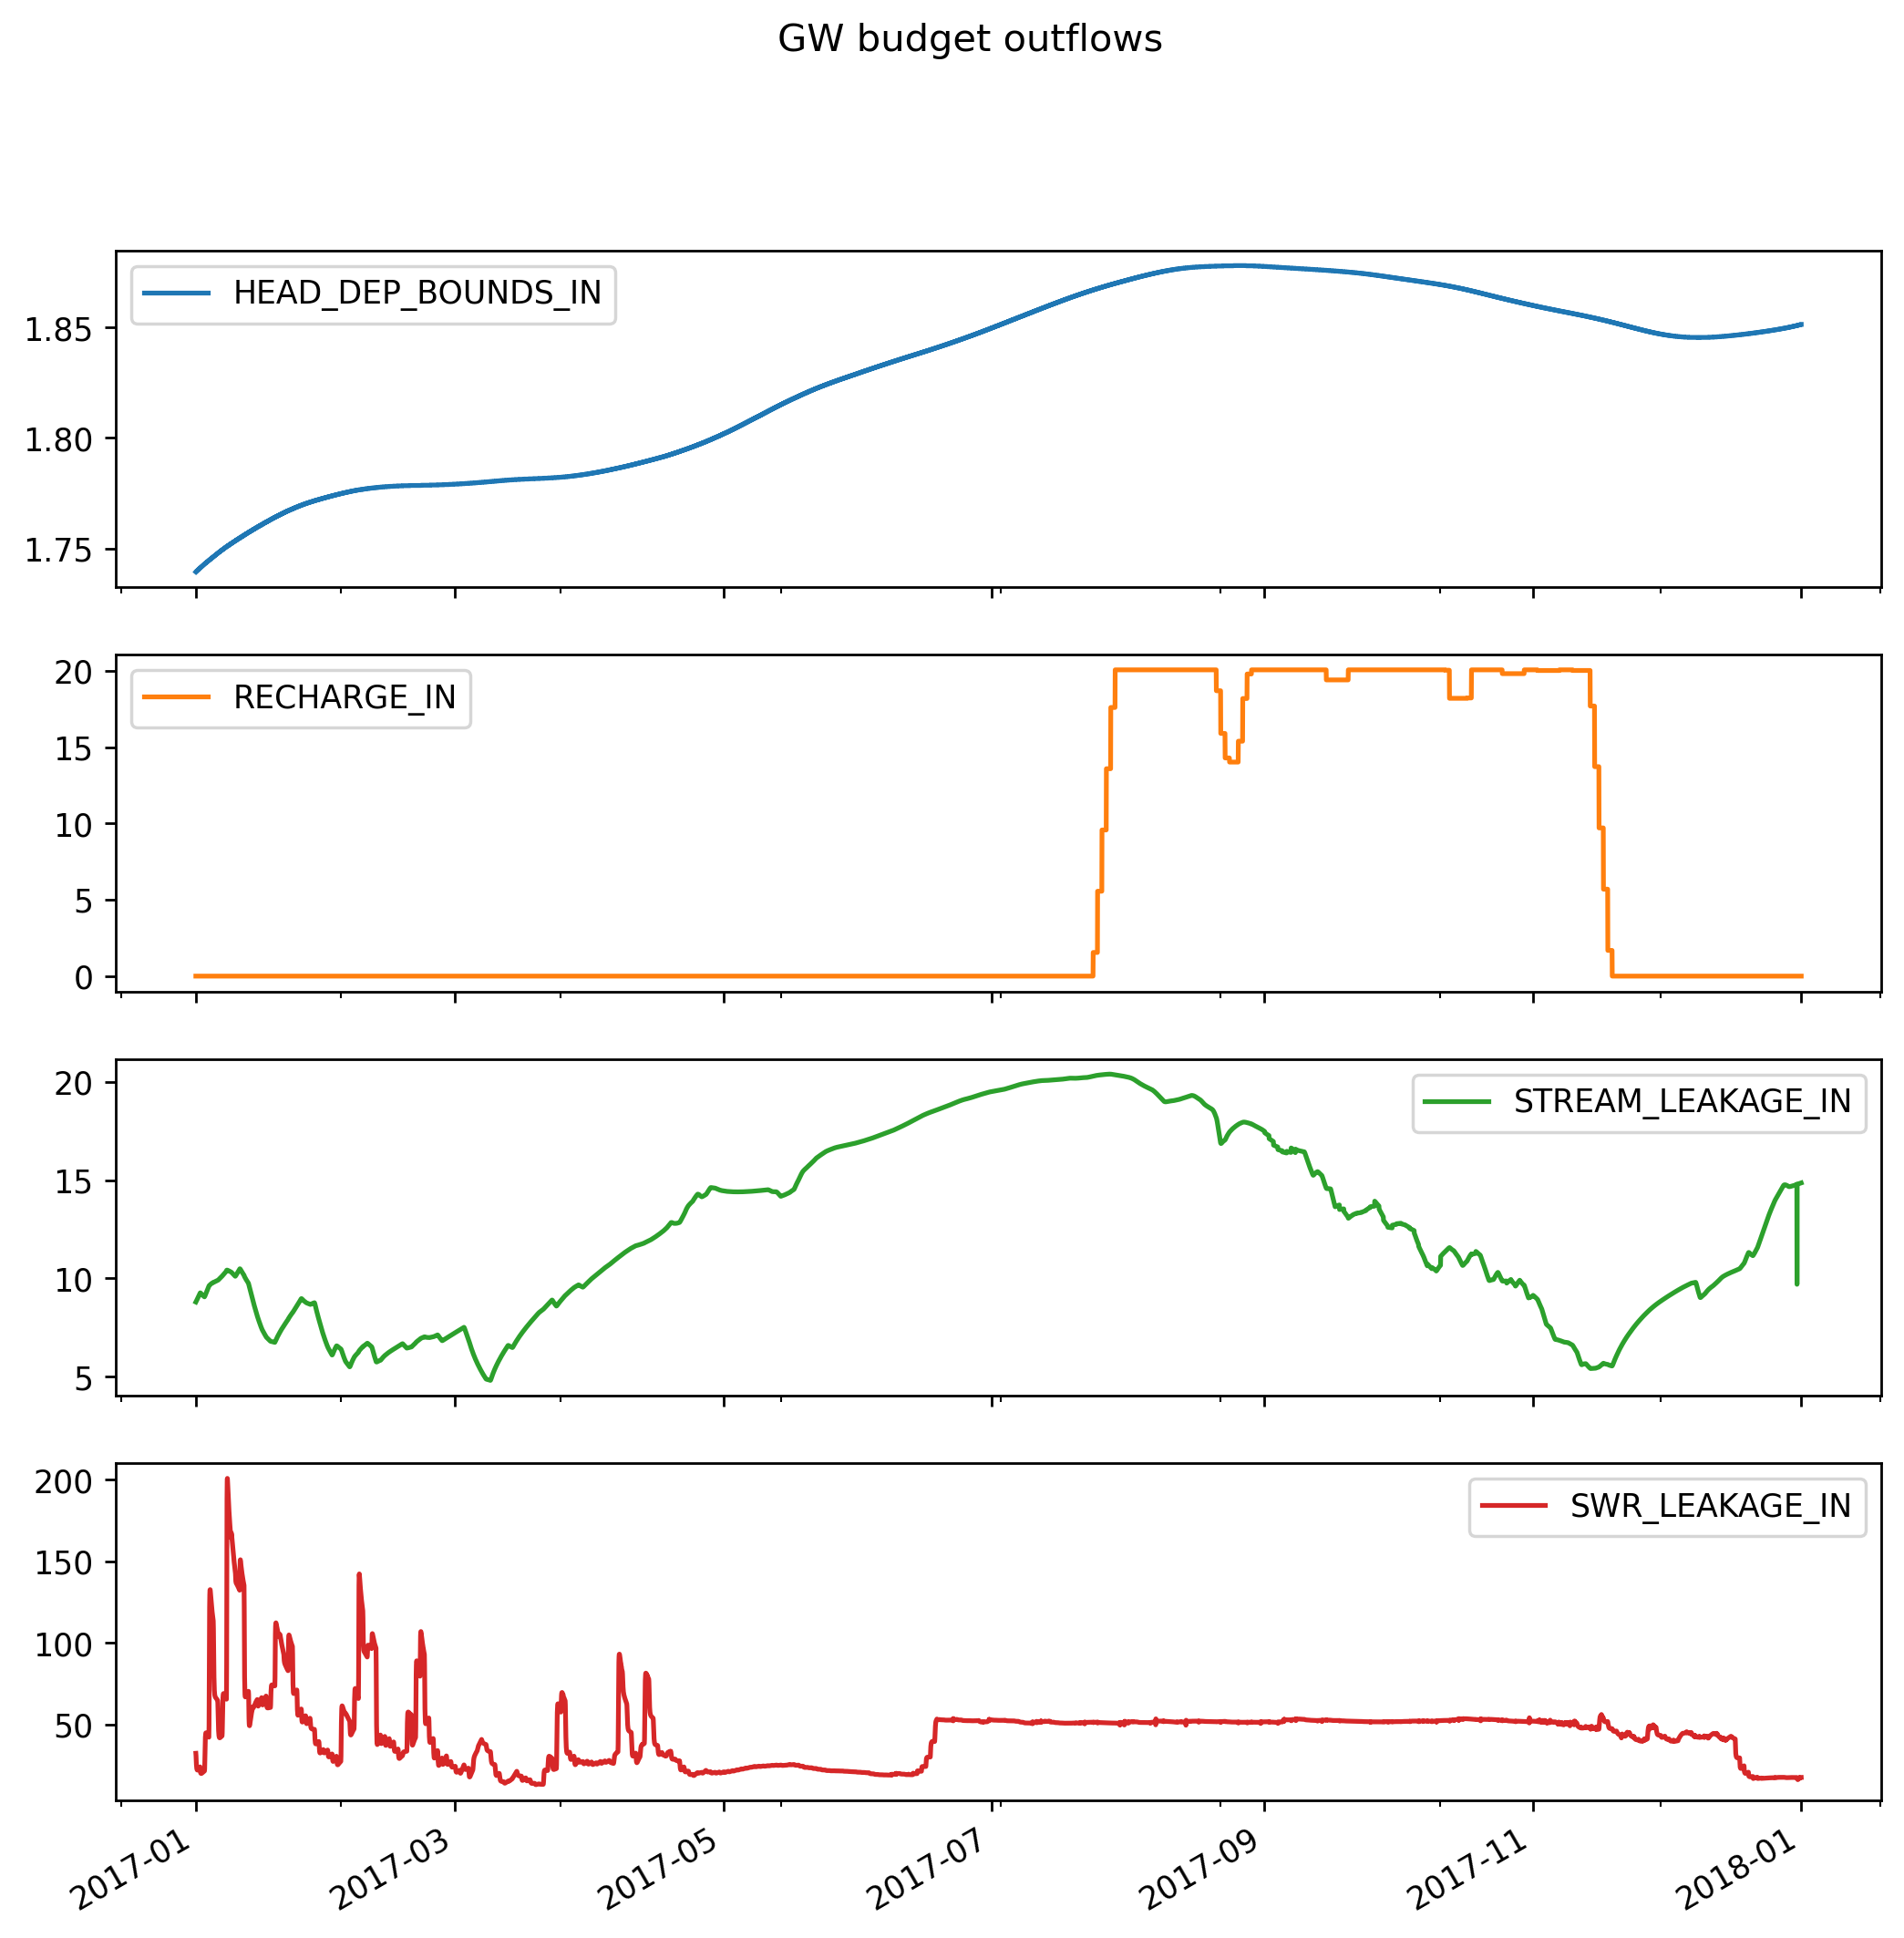 GW budget outflows
HEAD_DEP_BOUNDS_IN
1.85
1.80
1.75
RECHARGE_IN
20
15
10
5
0
STREAM_LEAKAGE_IN
20
15
10
5
SWR_LEAKAGE_IN
200
150
100
50
2017-01 2017-03 2017-05 2017-07 2017-09 2017-11 2018-01